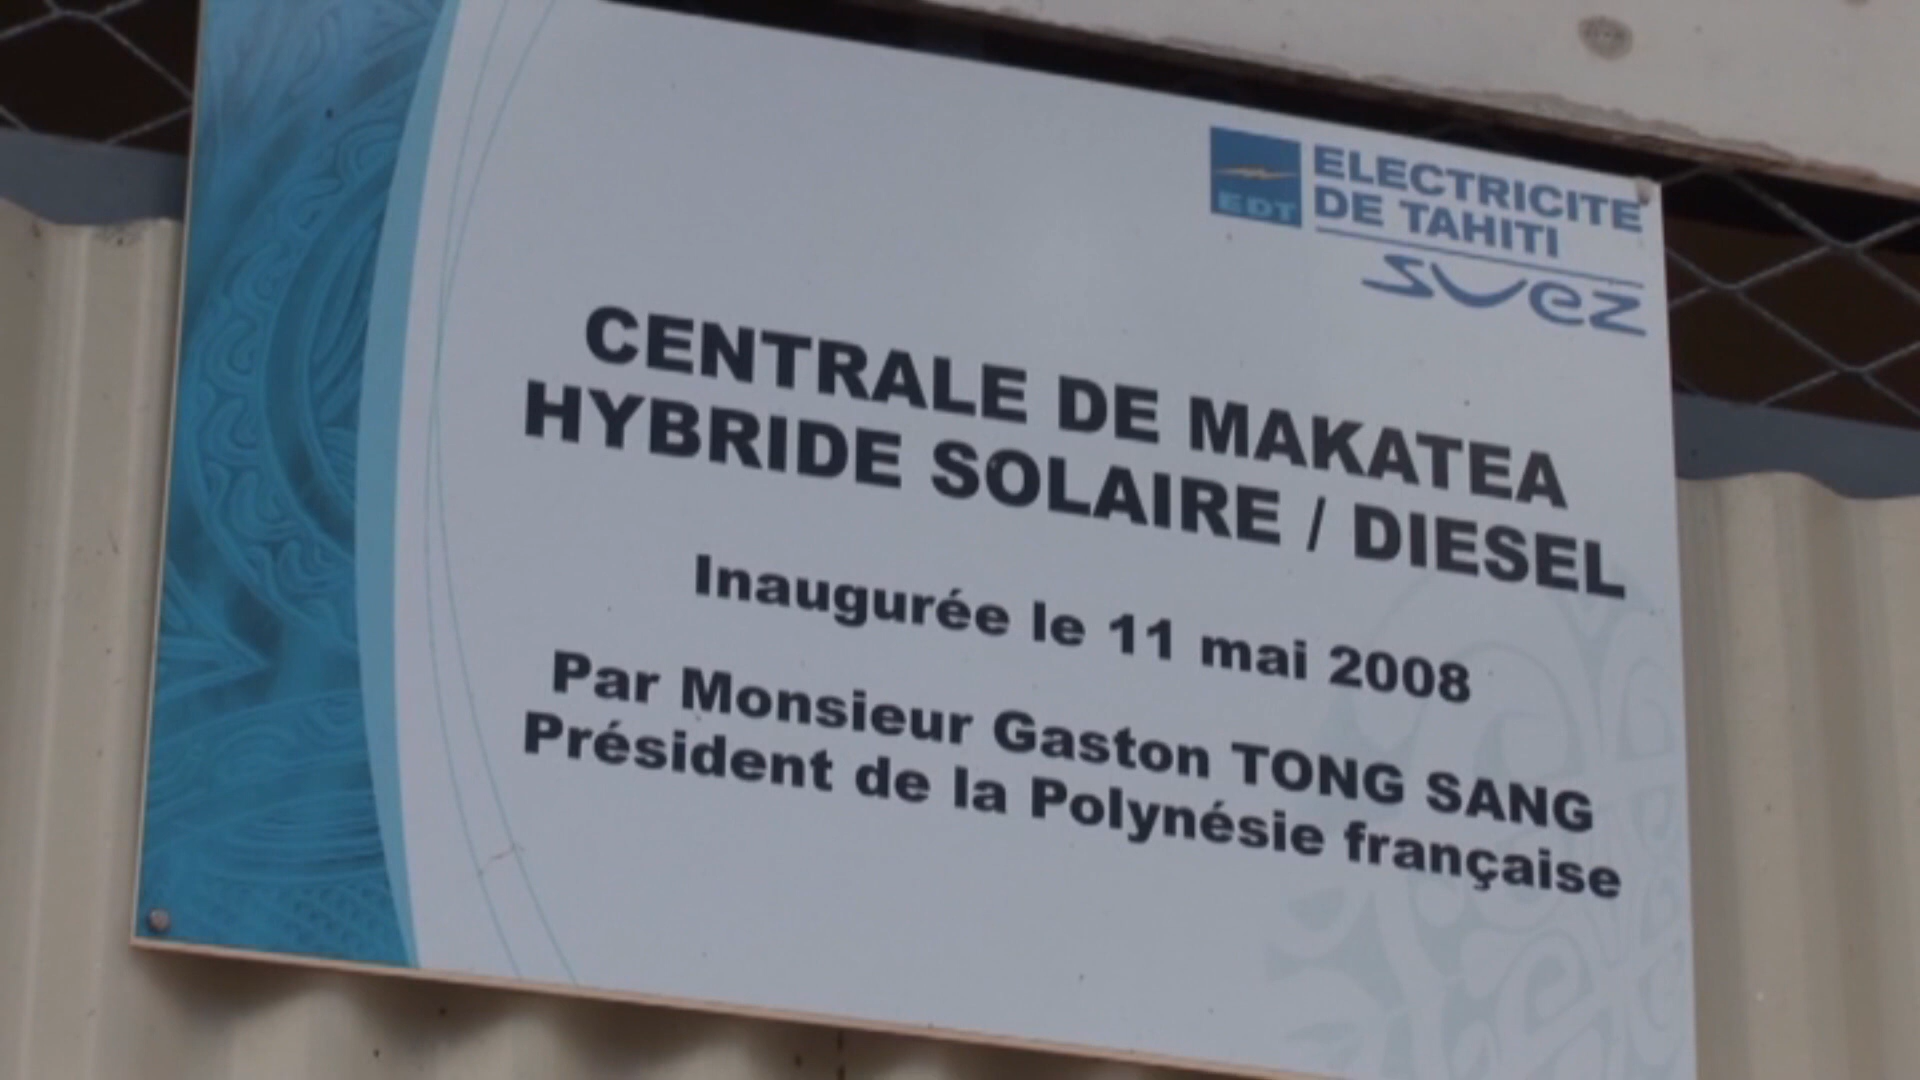 EDT
ELECTRICITE
DE TAHITI
suez
CENTRALE DE MAKATEA
HYBRIDE SOLAIRE / DIESEL
Inaugurée le 11 mai 2008
Par Monsieur Gaston TONG SANG
Président de la Polynésie française